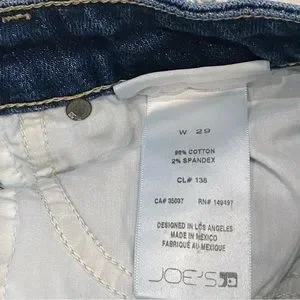 W 29
98% COTTON
2% SPANDEX
CL# 138
CA# 35097 RN# 149497
DESIGNED IN LOS ANGELES
MADE IN MEXICO
FABRIQUÉ AU MEXIQUE
JOE'S